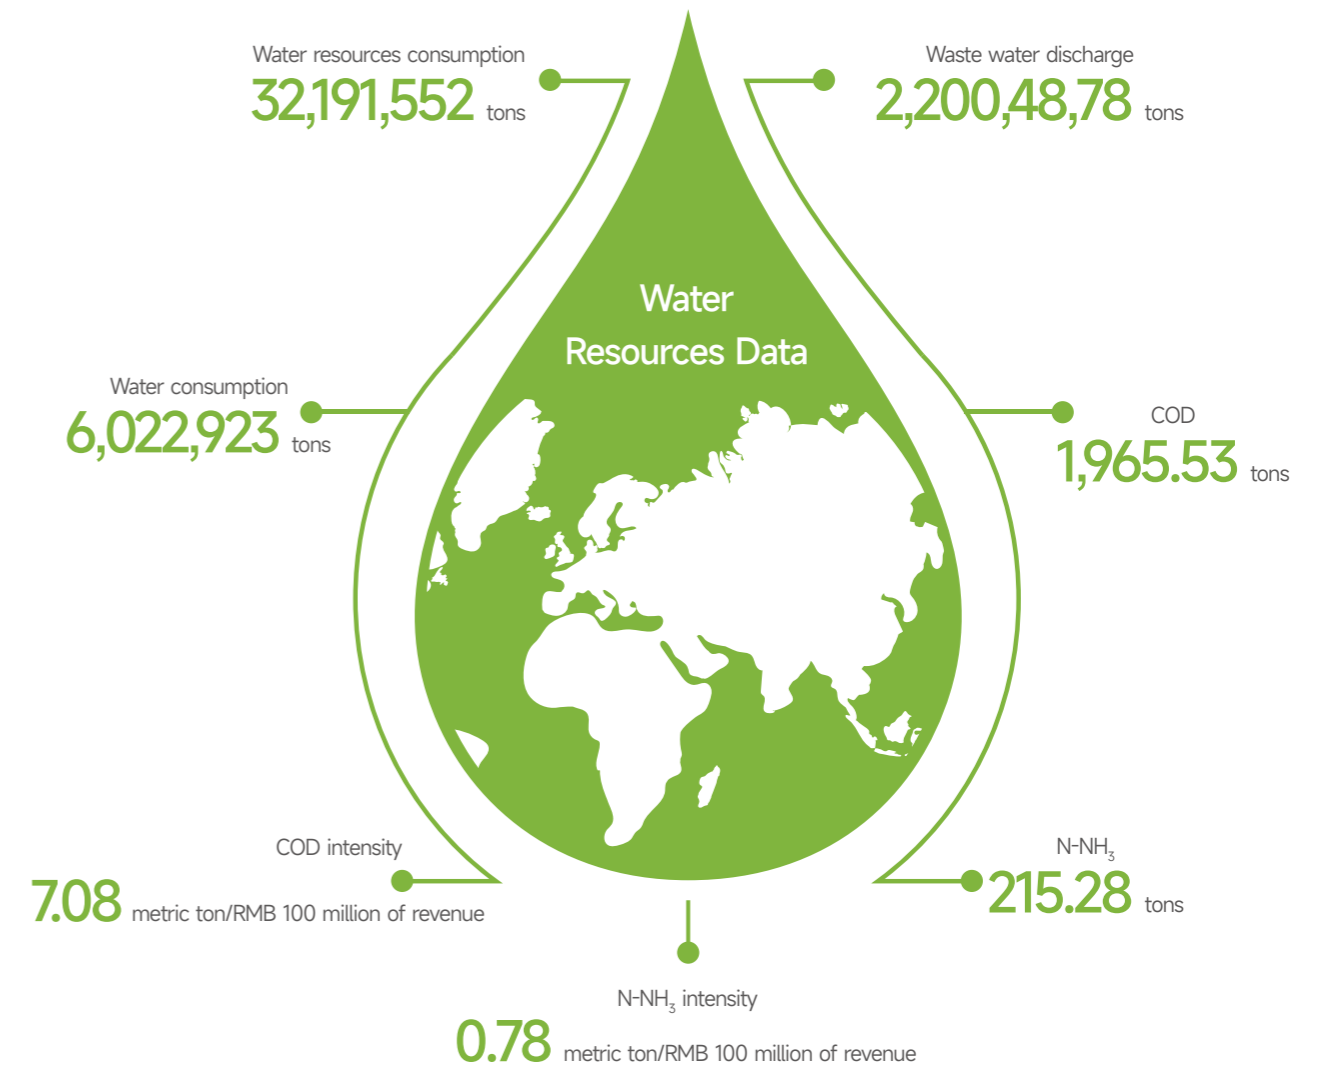 Water resources consumption
32,191,552 tons
Waste water discharge
2,200,48,78 tons
Water
Resources Data
Water consumption
6,022,923 tons
COD
1,965.53 tons
COD intensity
7.08 metric ton/RMB 100 million of revenue
N-NH₃
215.28 tons
N-NH₃ intensity
0.78 metric ton/RMB 100 million of revenue